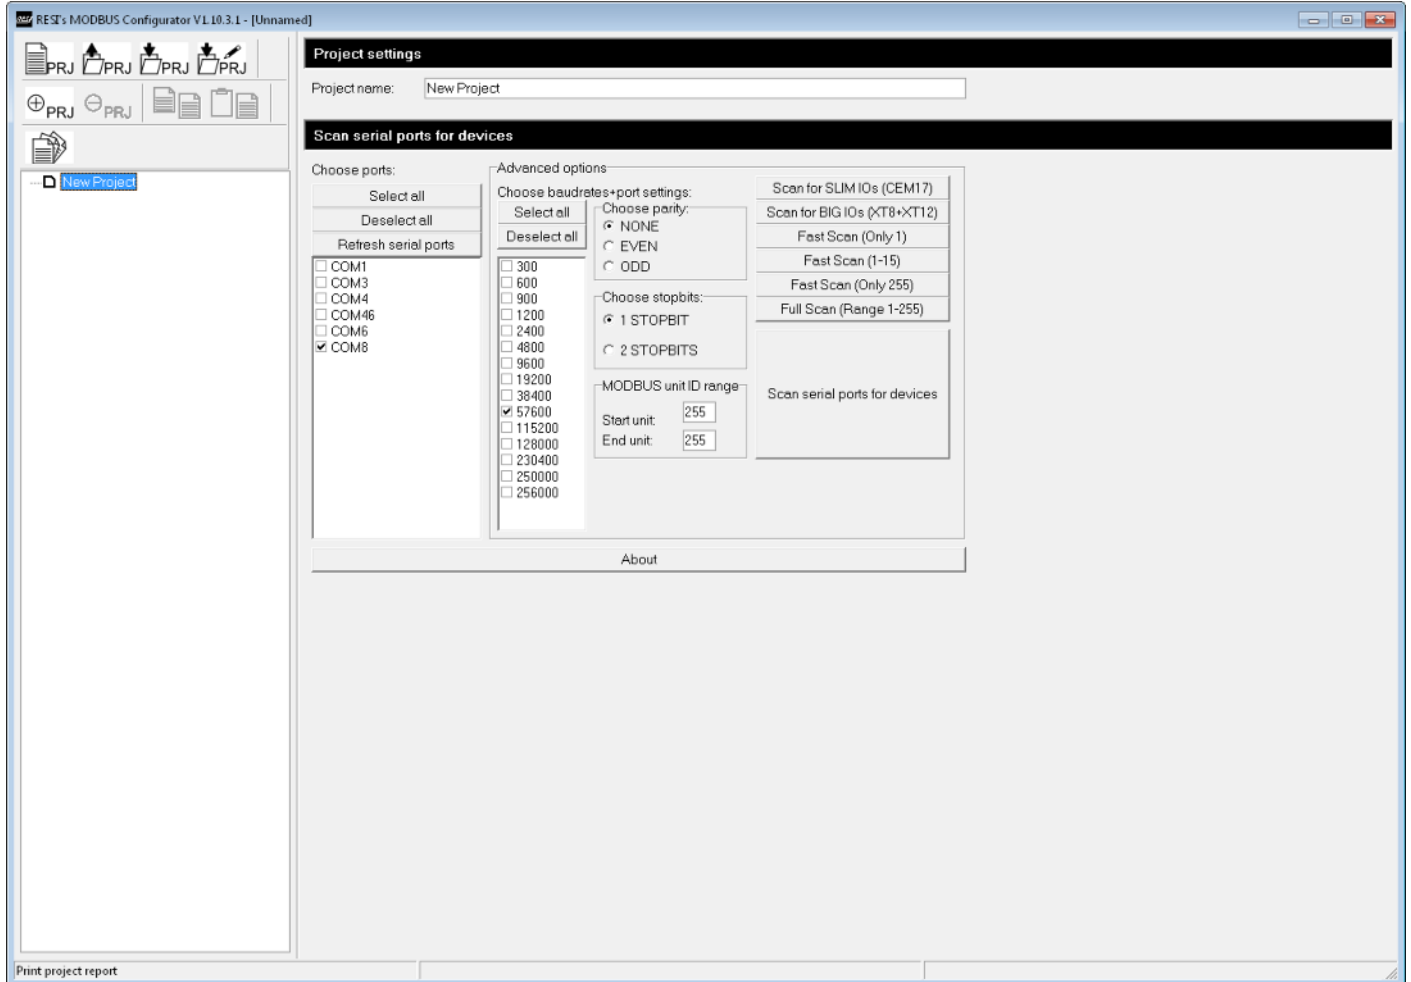 RESI's MODBUS Configurator V1.10.3.1 - [Unnamed]
PRJ PRJ PRJ PRJ
PRJ PRJ
New Project
Project settings
Project name: New Project
Scan serial ports for devices
Choose ports:
Select all
Deselect all
Refresh serial ports
COM1
COM3
COM4
COM46
COM6
COM8
Advanced options
Choose baudrates+port settings:
Select all
Deselect all
300
600
900
1200
2400
4800
9600
19200
38400
57600
115200
128000
230400
250000
256000
Choose parity:
NONE
EVEN
ODD
Choose stopbits:
1 STOPBIT
2 STOPBITS
MODBUS unit ID range
Start unit: 255
End unit: 255
Scan for SLIM IOs (CEM17)
Scan for BIG IOs (XT8+XT12)
Fast Scan (Only 1)
Fast Scan (1-15)
Fast Scan (Only 255)
Full Scan (Range 1-255)
Scan serial ports for devices
About
Print project report